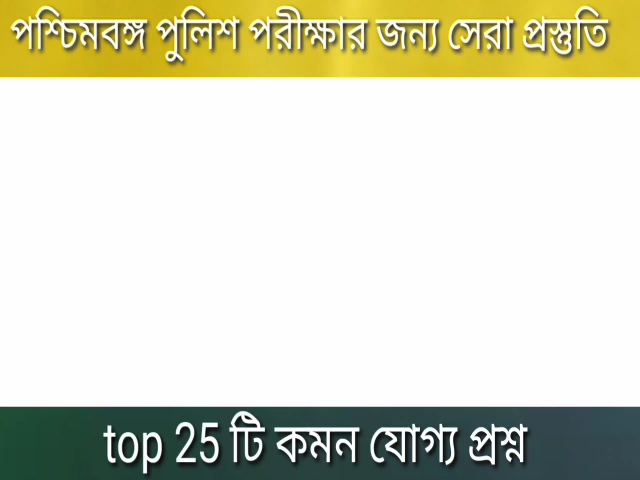 পশ্চিমবঙ্গ পুলিশ পরীক্ষার জন্য সেরা প্রস্তুতি
top 25 টি কমন যোগ্য প্রশ্ন